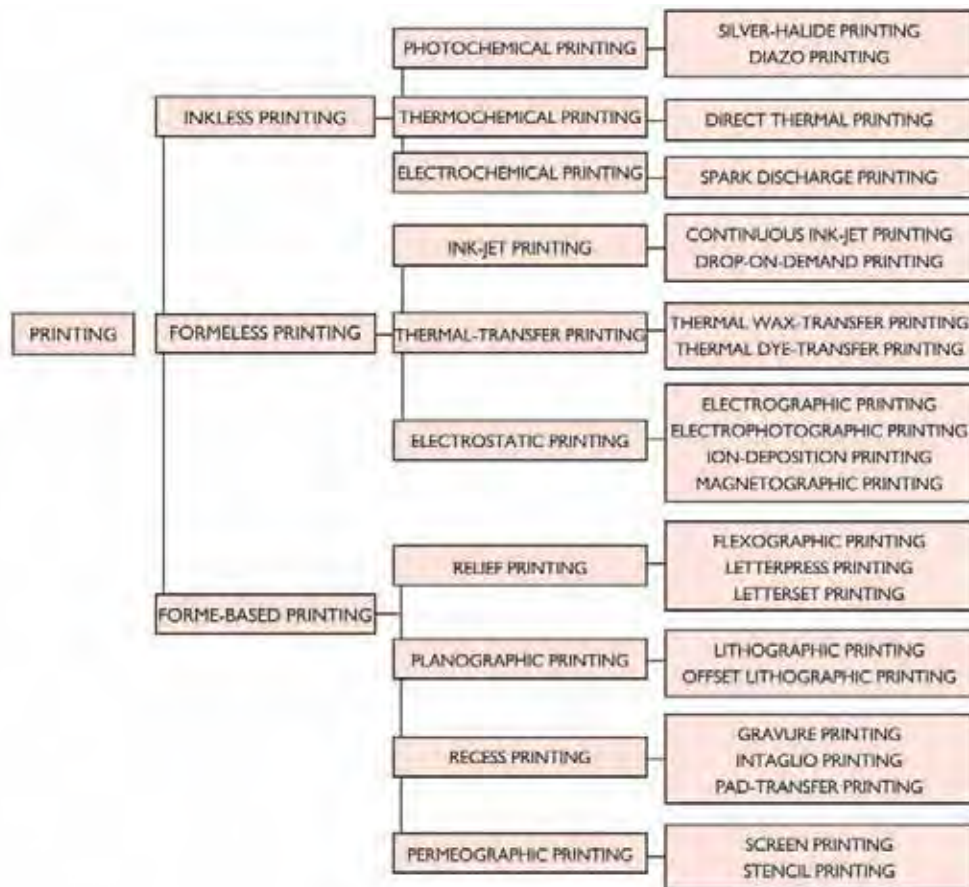 PRINTING
INKLESS PRINTING
PHOTOCHEMICAL PRINTING
SILVER-HALIDE PRINTING
DIAZO PRINTING
THERMOCHEMICAL PRINTING
DIRECT THERMAL PRINTING
ELECTROCHEMICAL PRINTING
SPARK DISCHARGE PRINTING
FORMELESS PRINTING
INK-JET PRINTING
CONTINUOUS INK-JET PRINTING
DROP-ON-DEMAND PRINTING
THERMAL-TRANSFER PRINTING
THERMAL WAX-TRANSFER PRINTING
THERMAL DYE-TRANSFER PRINTING
ELECTROSTATIC PRINTING
ELECTROGRAPHIC PRINTING
ELECTROPHOTOGRAPHIC PRINTING
ION-DEPOSITION PRINTING
MAGNETOGRAPHIC PRINTING
FORME-BASED PRINTING
RELIEF PRINTING
FLEXOGRAPHIC PRINTING
LETTERPRESS PRINTING
LETTERSET PRINTING
PLANOGRAPHIC PRINTING
LITHOGRAPHIC PRINTING
OFFSET LITHOGRAPHIC PRINTING
RECESS PRINTING
GRAVURE PRINTING
INTAGLIO PRINTING
PAD-TRANSFER PRINTING
PERMEOGRAPHIC PRINTING
SCREEN PRINTING
STENCIL PRINTING